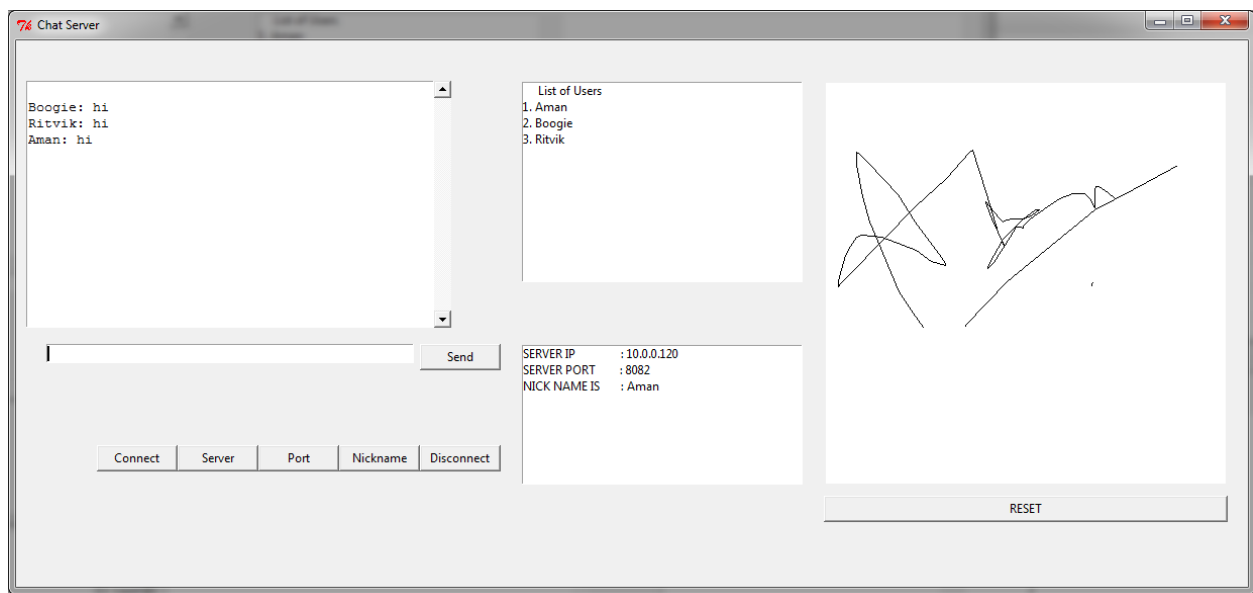 Chat Server
Boogie: hi
Ritvik: hi
Aman: hi
Send
Connect Server Port Nickname Disconnect
List of Users
1. Aman
2. Boogie
3. Ritvik
SERVER IP : 10.0.0.120
SERVER PORT : 8082
NICK NAME IS : Aman
RESET